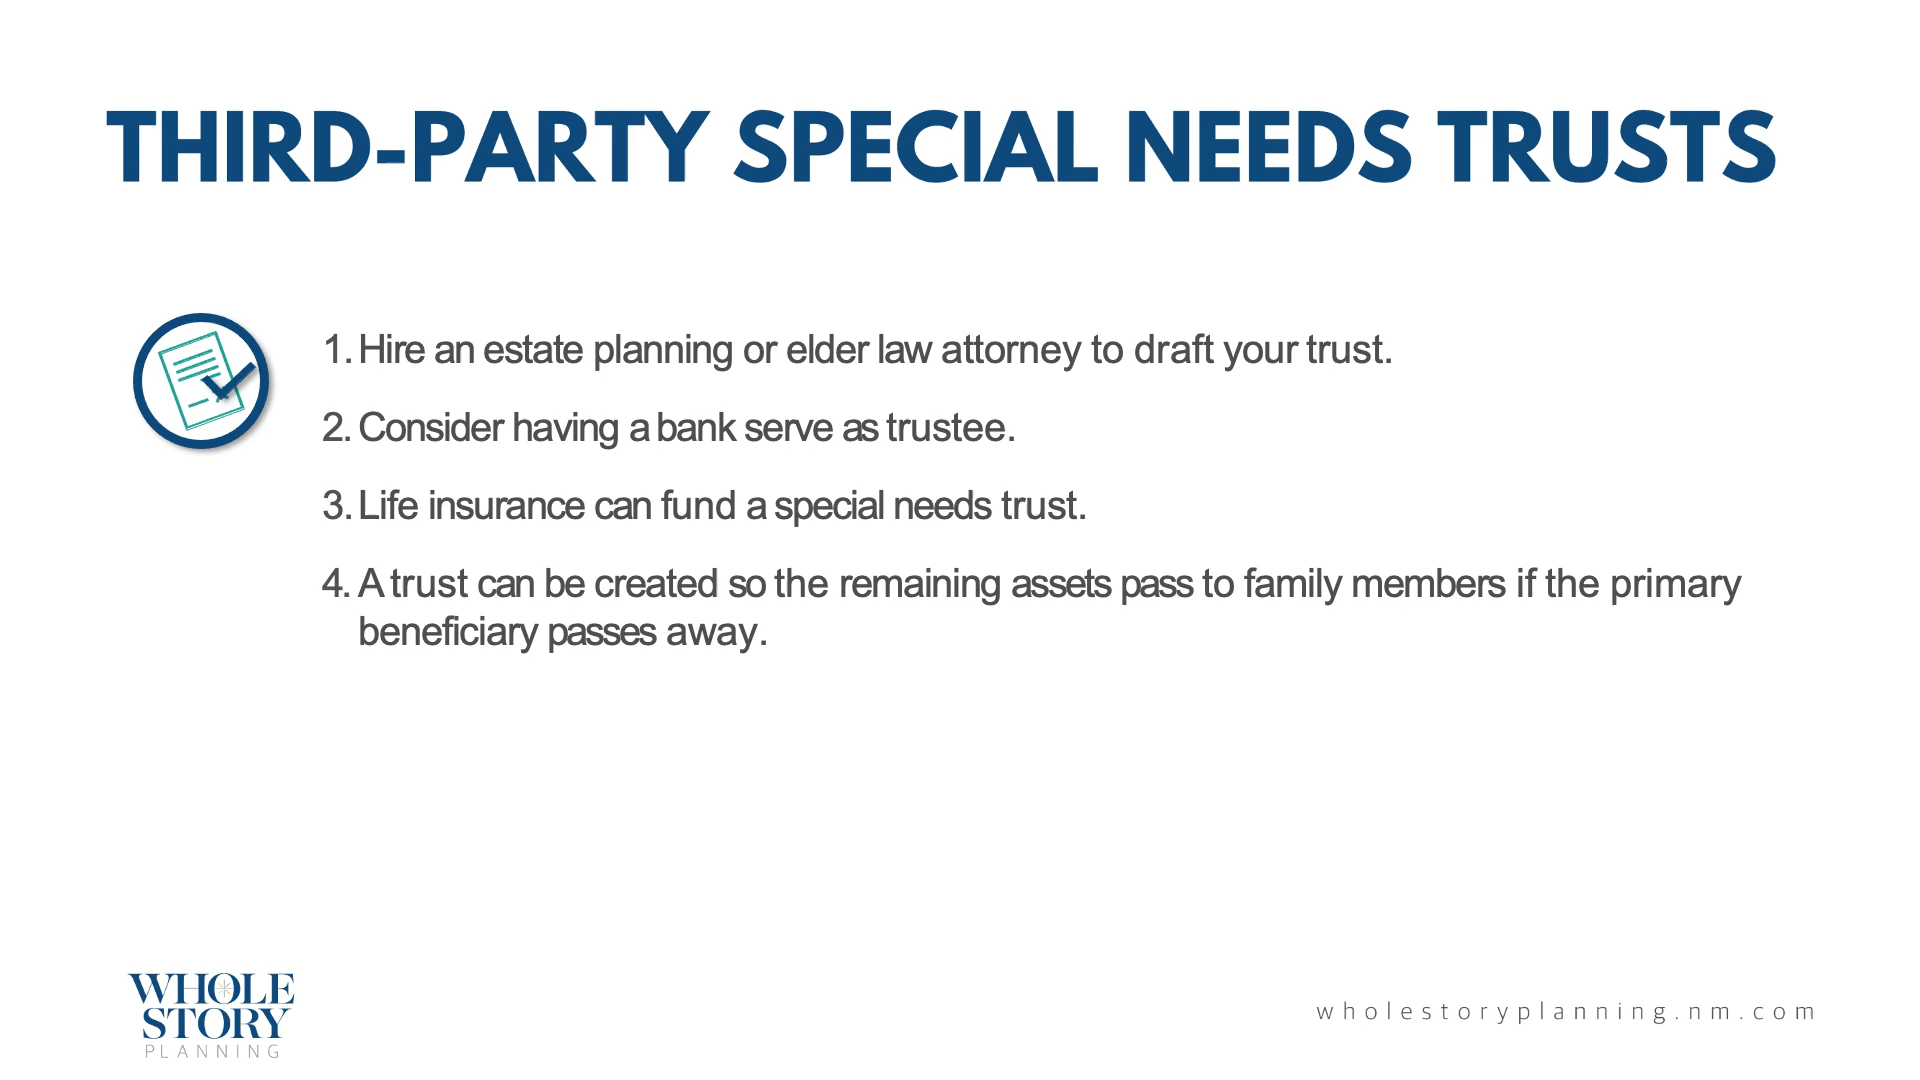 THIRD-PARTY SPECIAL NEEDS TRUSTS
1. Hire an estate planning or elder law attorney to draft your trust.
2. Consider having a bank serve as trustee.
3. Life insurance can fund a special needs trust.
4. A trust can be created so the remaining assets pass to family members if the primary
beneficiary passes away.
WHOLE
STORY
PLANNING
wholestoryplanning.nm.com